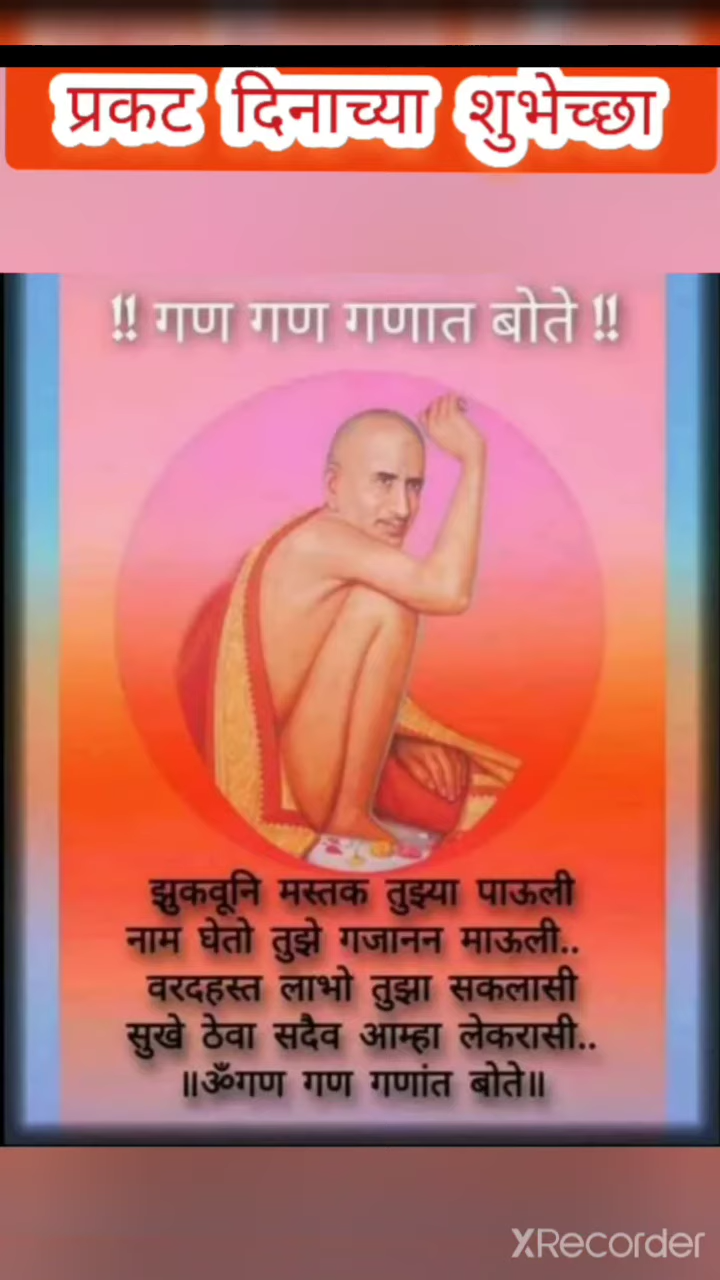 प्रकट दिनाच्या शुभेच्छा
!! गण गण गणात बोते !!
झुकवूनि मस्तक तुझ्या पाऊली
नाम घेतो तुझे गजानन माऊली..
वरदहस्त लाभो तुझा सकलासी
सुखे ठेवा सदैव आम्हा लेकरासी..
॥ॐगण गण गणांत बोते॥
XRecorder